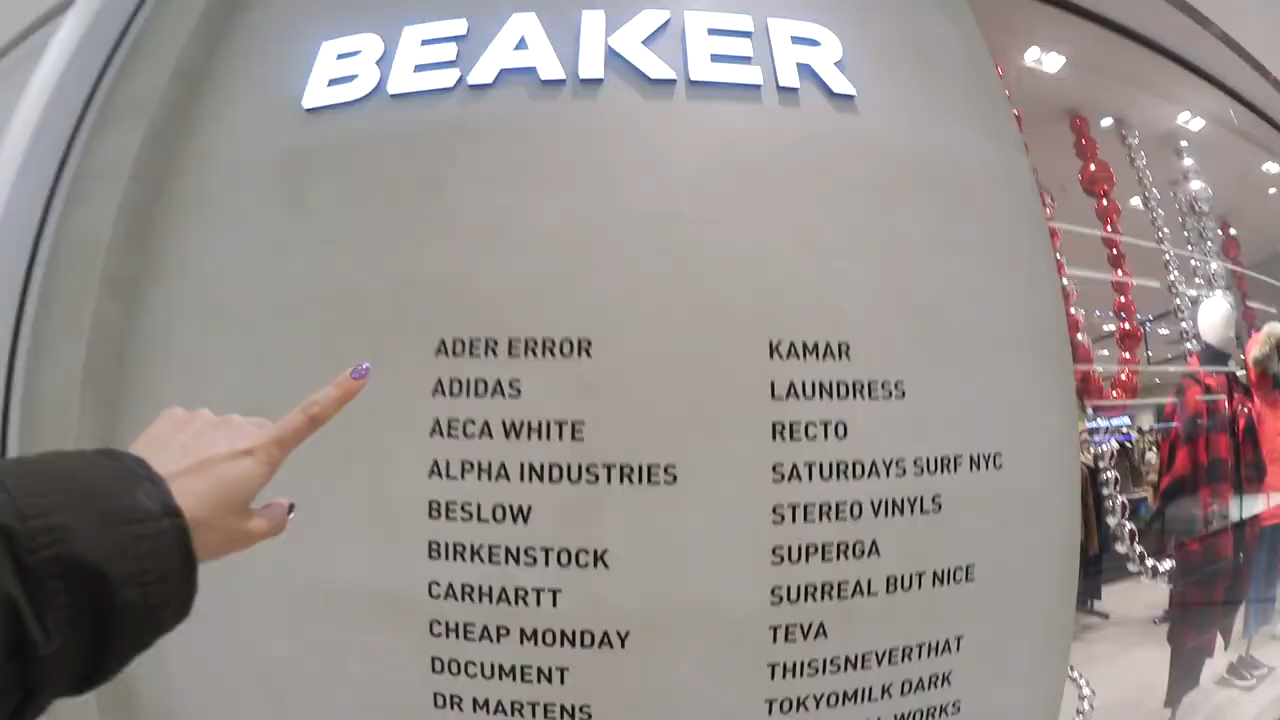 BEAKER
ADER ERROR
ADIDAS
AECA WHITE
ALPHA INDUSTRIES
BESLOW
BIRKENSTOCK
CARHARTT
CHEAP MONDAY
DOCUMENT
DR MARTENS
KAMAR
LAUNDRESS
RECTO
SATURDAYS SURF NYC
STEREO VINYLS
SUPERGA
SURREAL BUT NICE
TEVA
THISISNEVERTHAT
TOKYOMILK DARK
WORKS